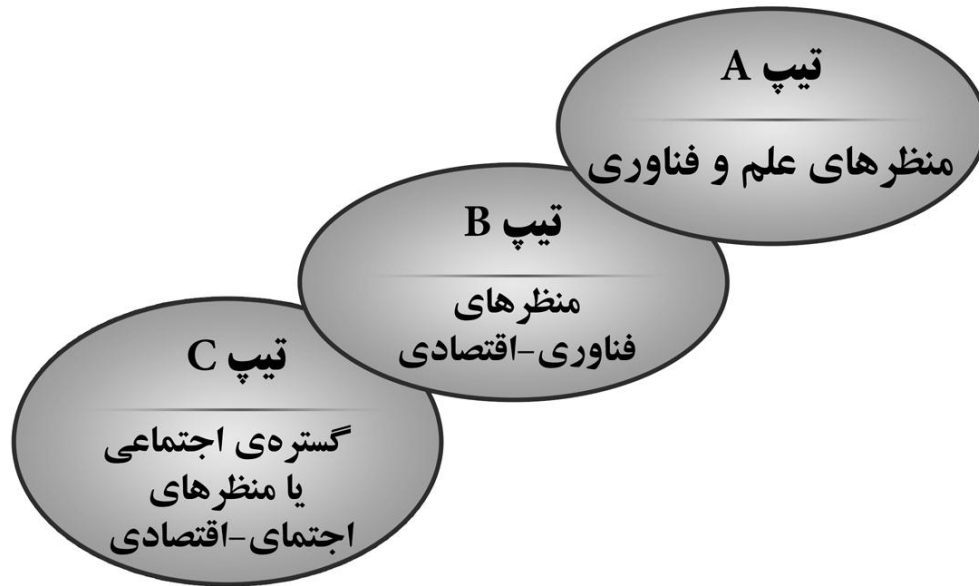 تیپ A
منظرهای علم و فناوری
تیپ B
منظرهای
فناوری-اقتصادی
تیپ C
گستره‌ی اجتماعی
یا منظرهای
اجتمای-اقتصادی